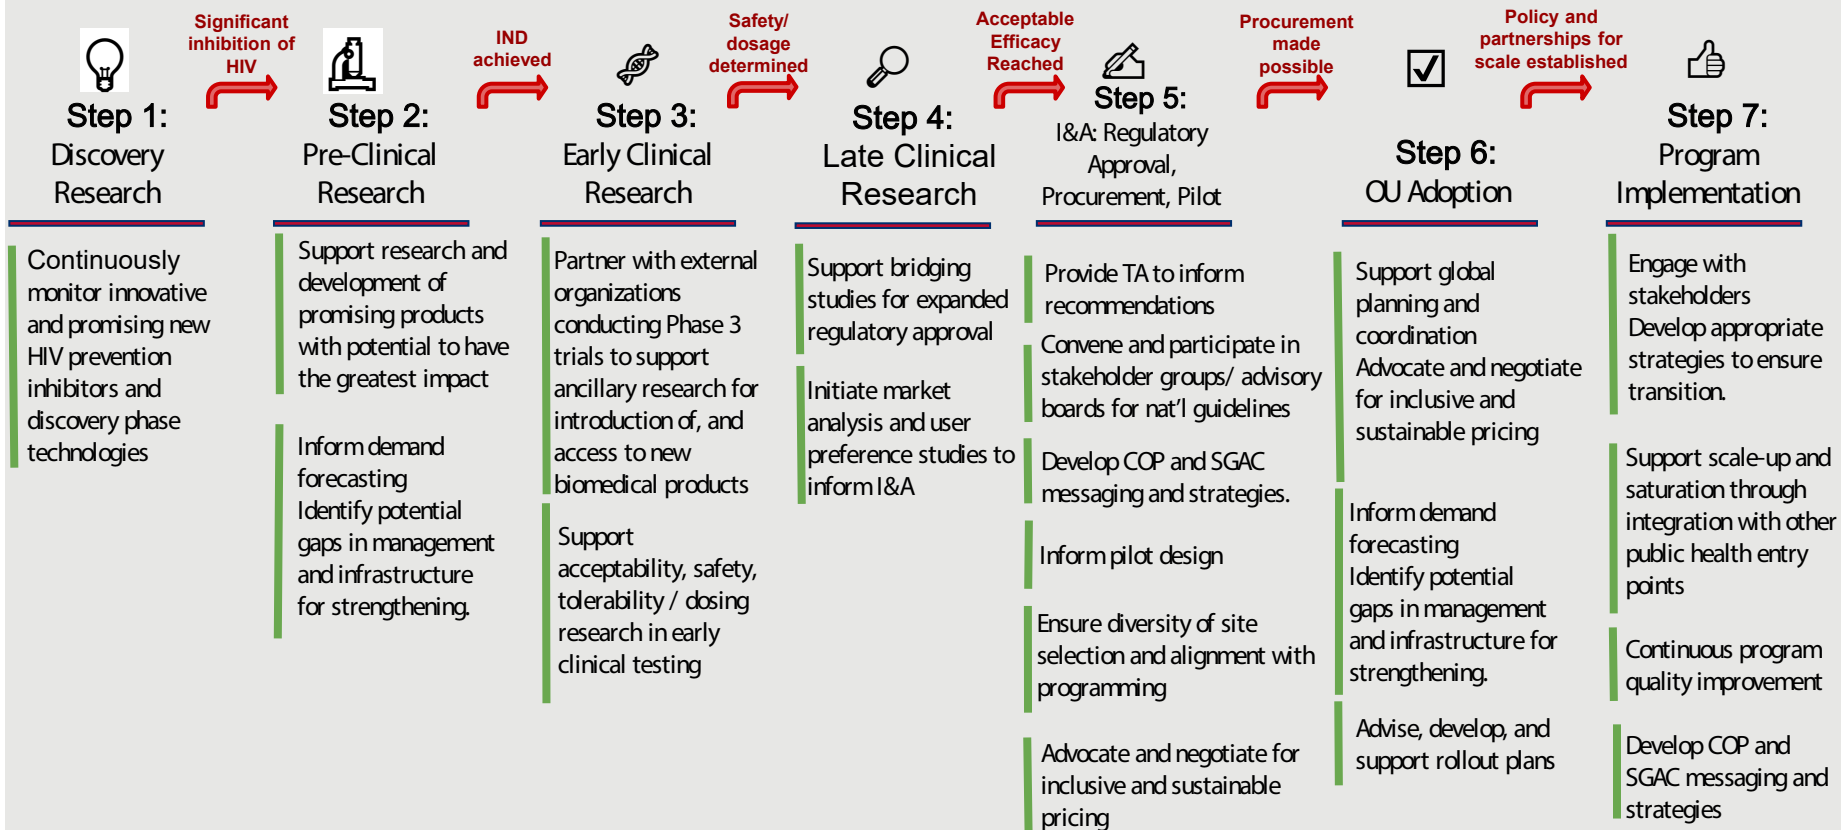 Significant
inhibition of
HIV
IND
achieved
Safety/
dosage
determined
Acceptable
Efficacy
Reached
Procurement
made
possible
Policy and
partnerships for
scale established
Step 1:
Discovery
Research
Continuously
monitor innovative
and promising new
HIV prevention
inhibitors and
discovery phase
technologies
Step 2:
Pre-Clinical
Research
Support research and
development of
promising products
with potential to have
the greatest impact
Inform demand
forecasting
Identify potential
gaps in management
and infrastructure
for strengthening.
Step 3:
Early Clinical
Research
Partner with external
organizations
conducting Phase 3
trials to support
ancillary research for
introduction of, and
access to new
biomedical products
Support
acceptability, safety,
tolerability / dosing
research in early
clinical testing
Step 4:
Late Clinical
Research
Support bridging
studies for expanded
regulatory approval
Initiate market
analysis and user
preference studies to
inform I&A
Step 5:
I&A: Regulatory
Approval,
Procurement, Pilot
Provide TA to inform
recommendations
Convene and participate in
stakeholder groups/ advisory
boards for nat'l guidelines
Develop COP and SGAC
messaging and strategies.
Inform pilot design
Ensure diversity of site
selection and alignment with
programming
Advocate and negotiate for
inclusive and sustainable
pricing
Step 6:
OU Adoption
Support global
planning and
coordination
Advocate and negotiate
for inclusive and
sustainable pricing
Inform demand
forecasting
Identify potential
gaps in management
and infrastructure for
strengthening.
Advise, develop, and
support rollout plans
Step 7:
Program
Implementation
Engage with
stakeholders
Develop appropriate
strategies to ensure
transition.
Support scale-up and
saturation through
integration with other
public health entry
points
Continuous program
quality improvement
Develop COP and
SGAC messaging and
strategies